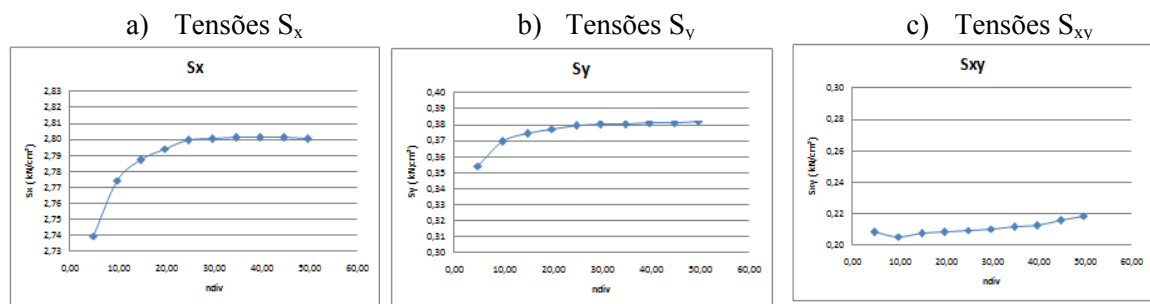 a) Tensões Sx
b) Tensões Sy
c) Tensões Sxy
Sx
Sx ( kN/cm²)
2,83
2,82
2,81
2,80
2,79
2,78
2,77
2,76
2,75
2,74
2,73
0,00 10,00 20,00 30,00 40,00 50,00 60,00
ndiv
Sy
Sy ( kN/cm²)
0,40
0,39
0,38
0,37
0,36
0,35
0,34
0,33
0,32
0,31
0,30
0,00 10,00 20,00 30,00 40,00 50,00 60,00
ndiv
Sxy
Sxy ( kN/cm²)
0,30
0,28
0,26
0,24
0,22
0,20
0,00 10,00 20,00 30,00 40,00 50,00 60,00
ndiv